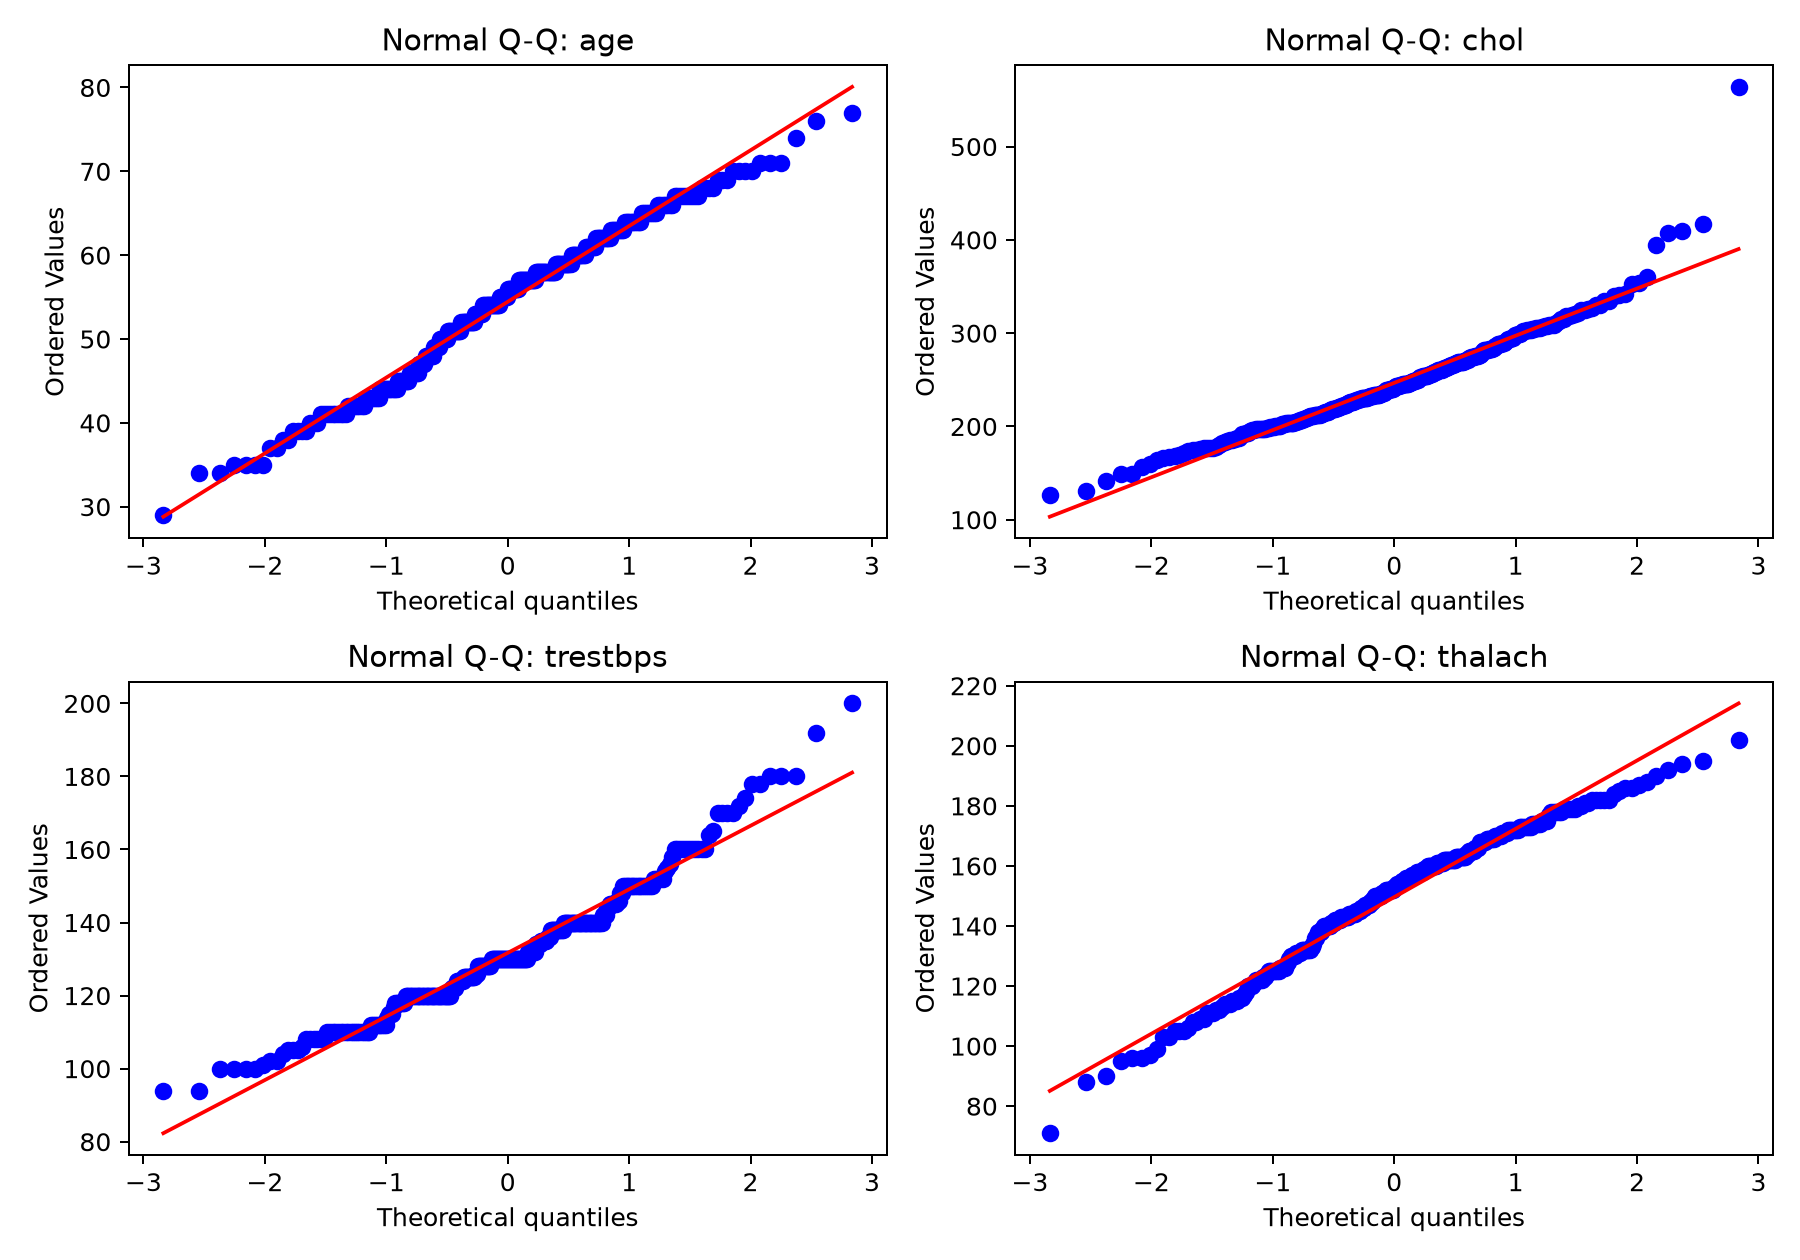 Normal Q-Q: age
80
70
60
50
40
30
Ordered Values
−3 −2 −1 0 1 2 3
Theoretical quantiles
Normal Q-Q: chol
500
400
300
200
100
Ordered Values
−3 −2 −1 0 1 2 3
Theoretical quantiles
Normal Q-Q: trestbps
200
180
160
140
120
100
80
Ordered Values
−3 −2 −1 0 1 2 3
Theoretical quantiles
Normal Q-Q: thalach
220
200
180
160
140
120
100
80
Ordered Values
−3 −2 −1 0 1 2 3
Theoretical quantiles